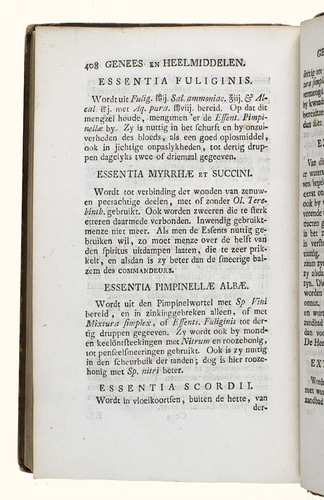 408 GENEES- EN HEELMIDDELEN.
ESSENTIA FULIGINIS.
Wordt uit Fulig. ℔ij. Sal. ammoniac. ℥iij. & Al-
cal. ℔j. met Aq. pura. ℔viij. bereid. Op dat dit
mengzel houde, mengt men 'er de Essent. Pimpi-
nellæ by. Zy is nuttig in het schurft en by onzui-
verheden des bloeds, als een goed oplosmiddel,
ook in jichtige ongepaslykheden, tot dertig drup-
pen dagelyks twee of driemaal gegeeven.
ESSENTIA MYRRHÆ ET SUCCINI.
Wordt tot verbinding der wonden van zenuw-
en peesachtige deelen, met of zonder Ol. Tere-
binth. gebruikt. Ook worden zweeren die te sterk
etteren daarmede verbonden. Inwendig gebruikt-
menze niet meer. Als men de Essents nuttig ge-
bruiken wil, zo moet menze over de helft van
den spiritus uitdampen laaten, die te zeer prik-
kelt, en alsdan is zy beter dan de smeerige bal-
zem des COMMANDEURS.
ESSENTIA PIMPINELLÆ ALBÆ.
Wordt uit den Pimpinelwortel met Sp Vini
bereid, en in zinkinggebreken alleen, of met
Mixtura simplex, of Essents. Fuliginis tot der-
tig druppen gegeeven. Zy wordt ook by mond-
en keelöntsteekingen met Nitrum en roozehonig,
tot penseelsmeeringen gebruikt. Ook is zy nuttig
in den scheurbuik der tanden; dog is hier rooze-
honig met Sp. nitri beter.
ESSENTIA SCORDII.
Wordt in vloeikoortsen, buiten de hette, van
der-